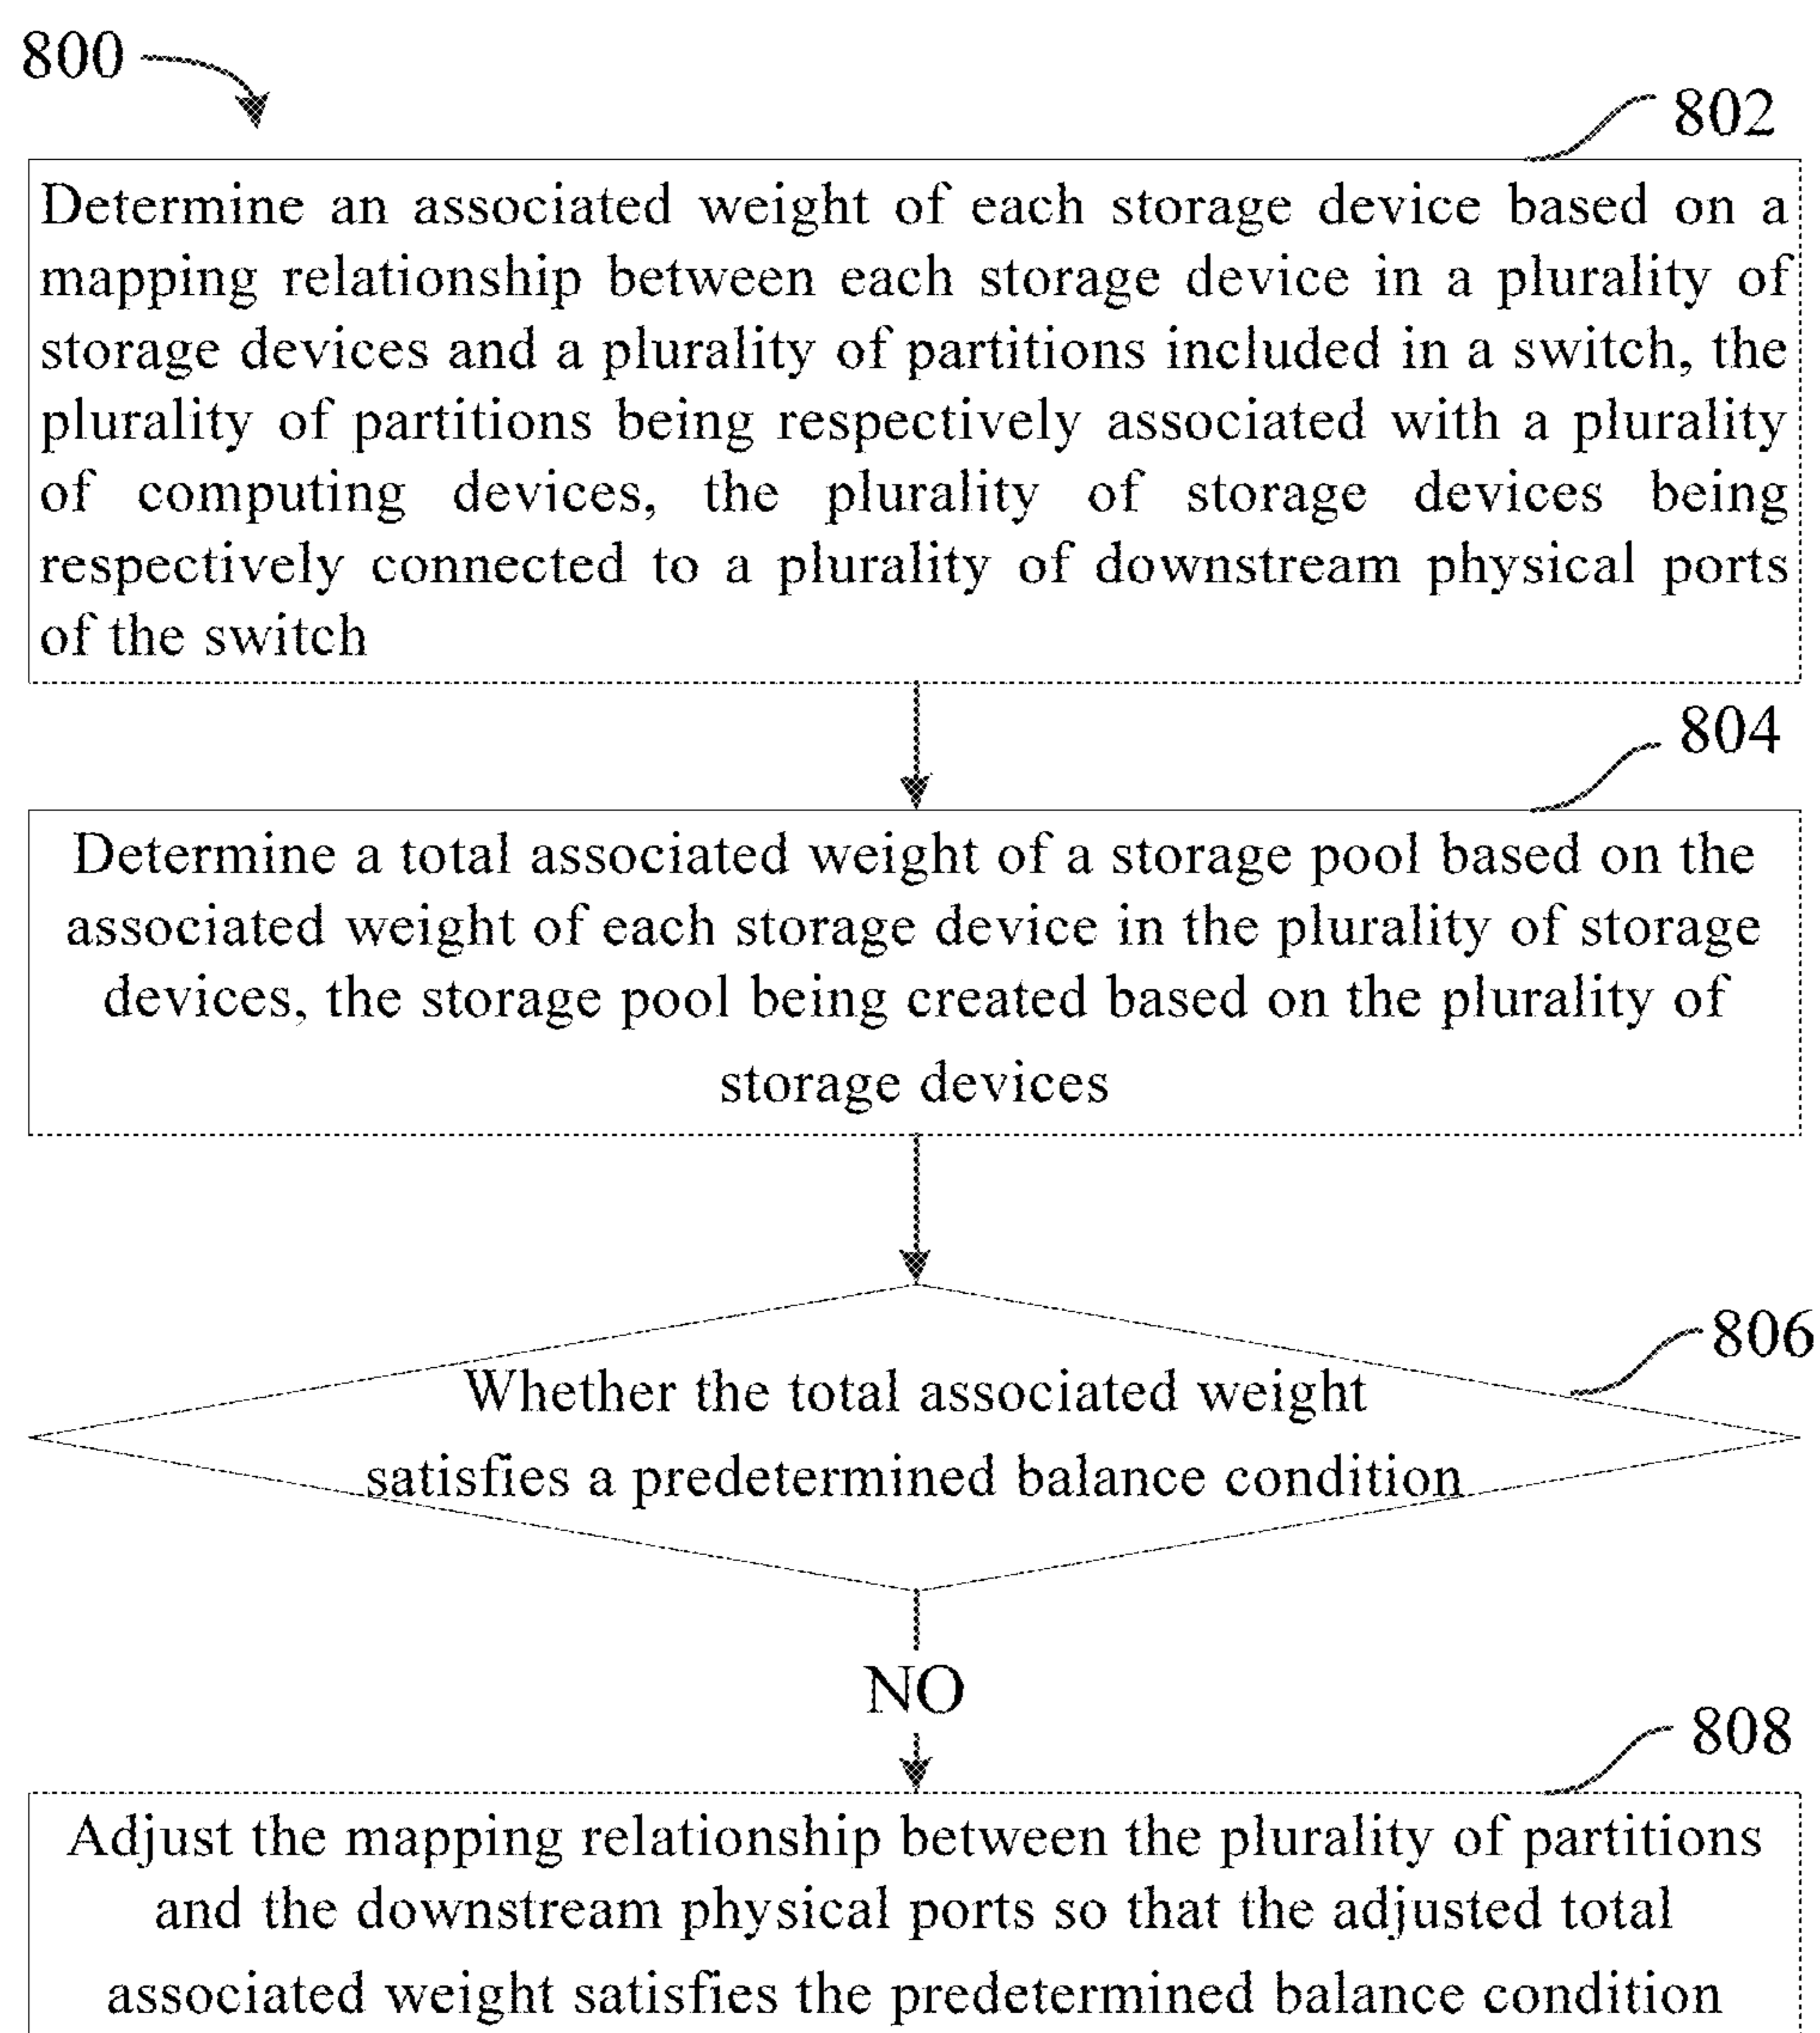 800
802
Determine an associated weight of each storage device based on a
mapping relationship between each storage device in a plurality of
storage devices and a plurality of partitions included in a switch, the
plurality of partitions being respectively associated with a plurality
of computing devices, the plurality of storage devices being
respectively connected to a plurality of downstream physical ports
of the switch
804
Determine a total associated weight of a storage pool based on the
associated weight of each storage device in the plurality of storage
devices, the storage pool being created based on the plurality of
storage devices
806
Whether the total associated weight
satisfies a predetermined balance condition
NO
808
Adjust the mapping relationship between the plurality of partitions
and the downstream physical ports so that the adjusted total
associated weight satisfies the predetermined balance condition